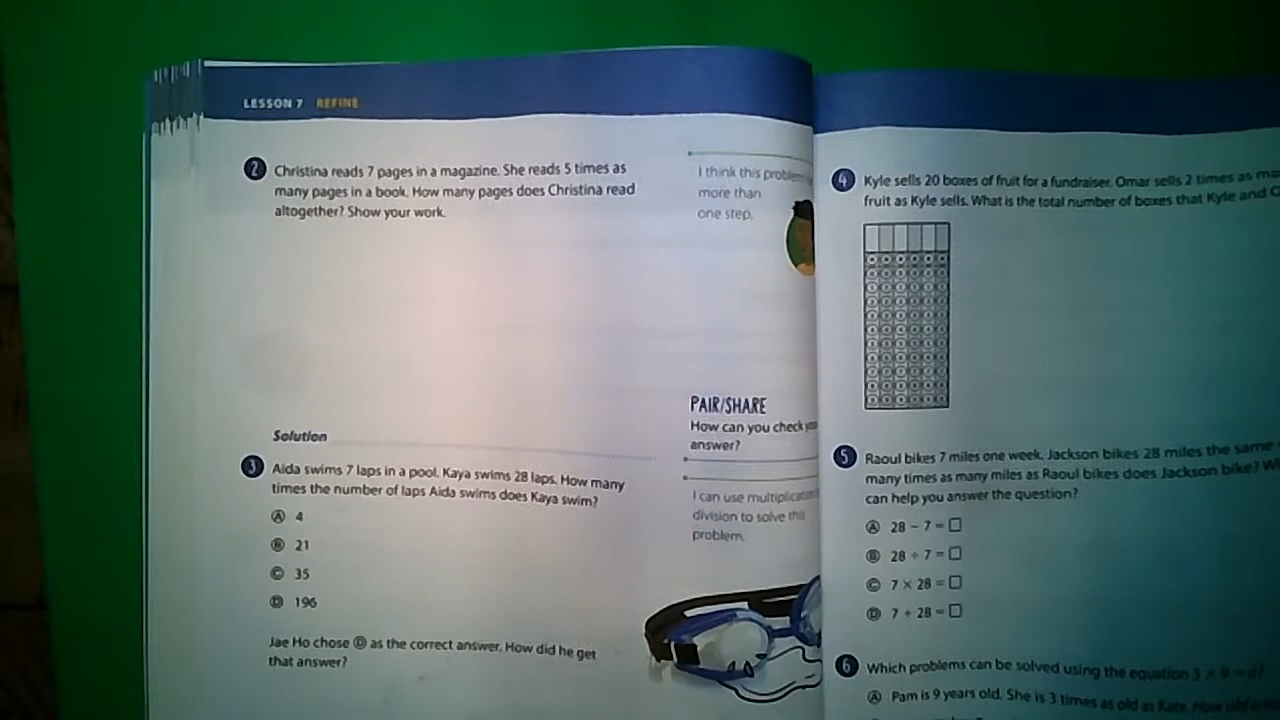 LESSON 7 REFINE
2 Christina reads 7 pages in a magazine. She reads 5 times as
many pages in a book. How many pages does Christina read
altogether? Show your work.
I think this problem
more than
one step.
Solution
PAIR/SHARE
How can you check your
answer?
3 Aida swims 7 laps in a pool. Kaya swims 28 laps. How many
times the number of laps Aida swims does Kaya swim?
A 4
B 21
C 35
D 196
I can use multiplication
division to solve this
problem.
Jae Ho chose D as the correct answer. How did he get
that answer?
4 Kyle sells 20 boxes of fruit for a fundraiser. Omar sells 2 times as
fruit as Kyle sells. What is the total number of boxes that Kyle and
5 Raoul bikes 7 miles one week. Jackson bikes 28 miles the same
many times as many miles as Raoul bikes does Jackson bike?
can help you answer the question?
A 28 − 7 = □
B 28 ÷ 7 = □
C 7 × 28 = □
D 7 + 28 = □
6 Which problems can be solved using the equation 3
A Pam is 9 years old. She is 3 times as old as Kate. How old is